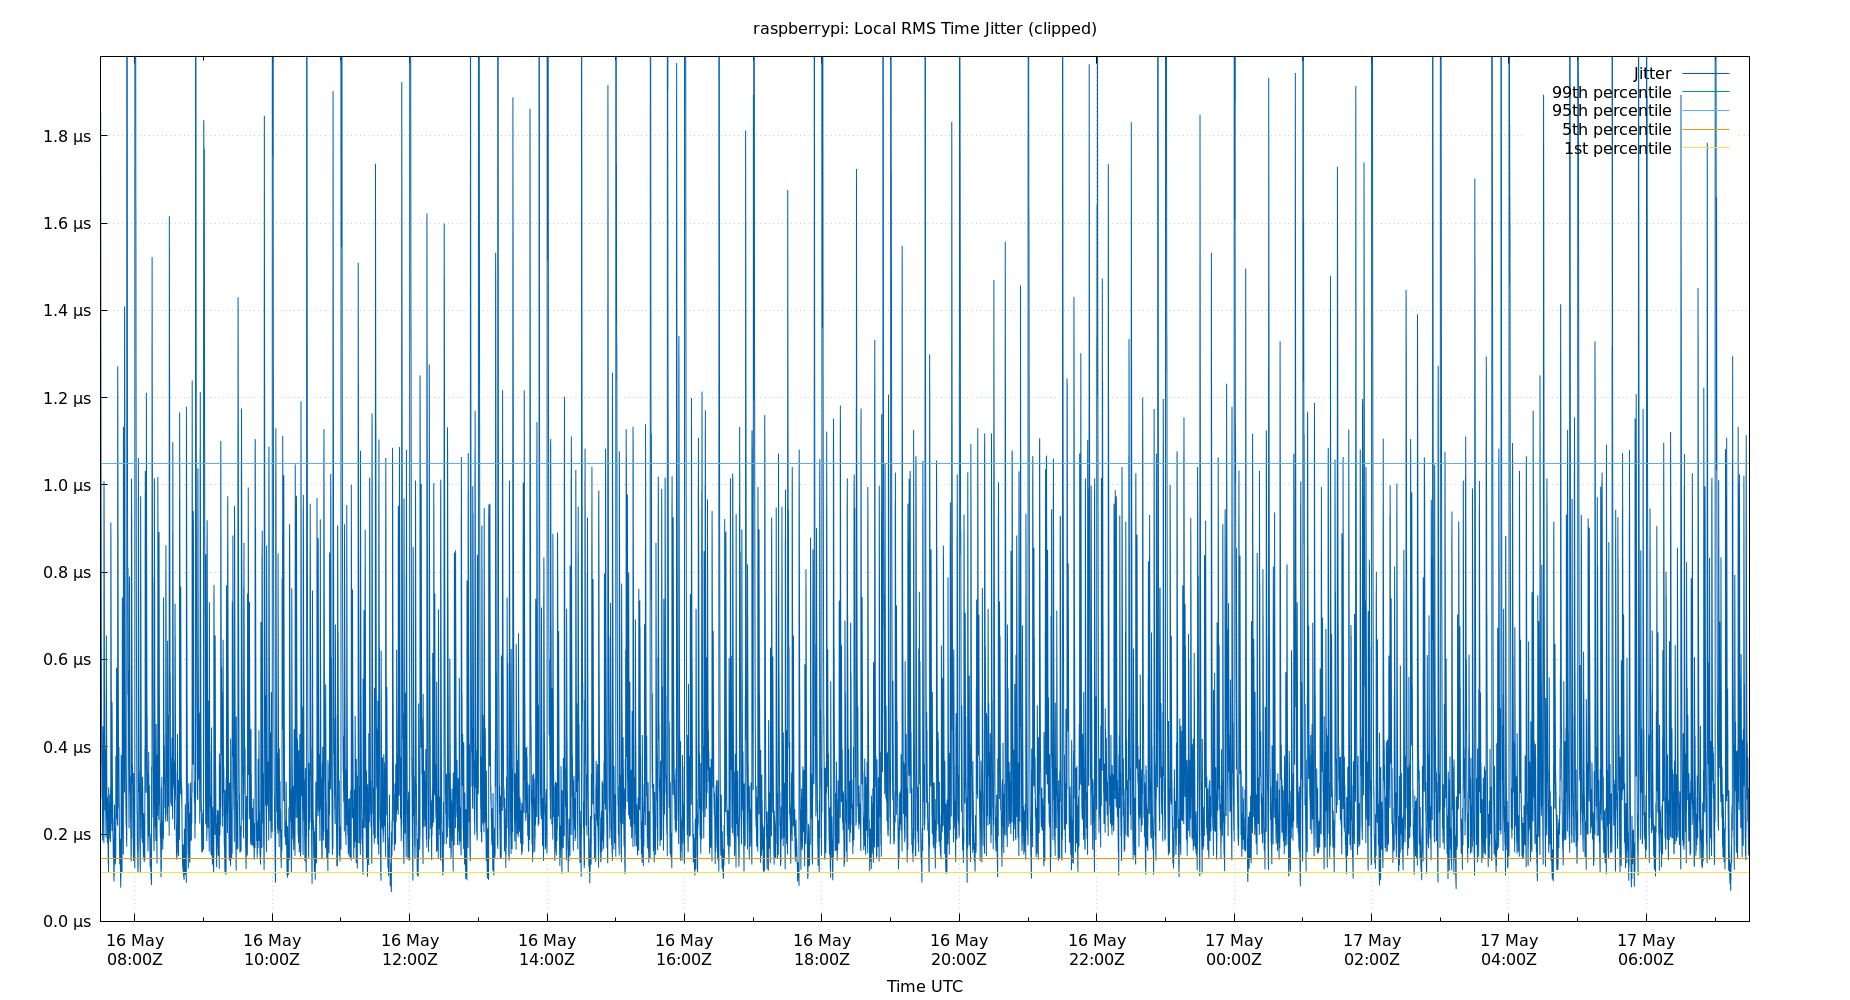 raspberrypi: Local RMS Time Jitter (clipped)
Jitter
99th percentile
95th percentile
5th percentile
1st percentile
1.8 µs
1.6 µs
1.4 µs
1.2 µs
1.0 µs
0.8 µs
0.6 µs
0.4 µs
0.2 µs
0.0 µs
16 May 16 May 16 May 16 May 16 May 16 May 16 May 16 May 17 May 17 May 17 May 17 May
08:00Z 10:00Z 12:00Z 14:00Z 16:00Z 18:00Z 20:00Z 22:00Z 00:00Z 02:00Z 04:00Z 06:00Z
Time UTC